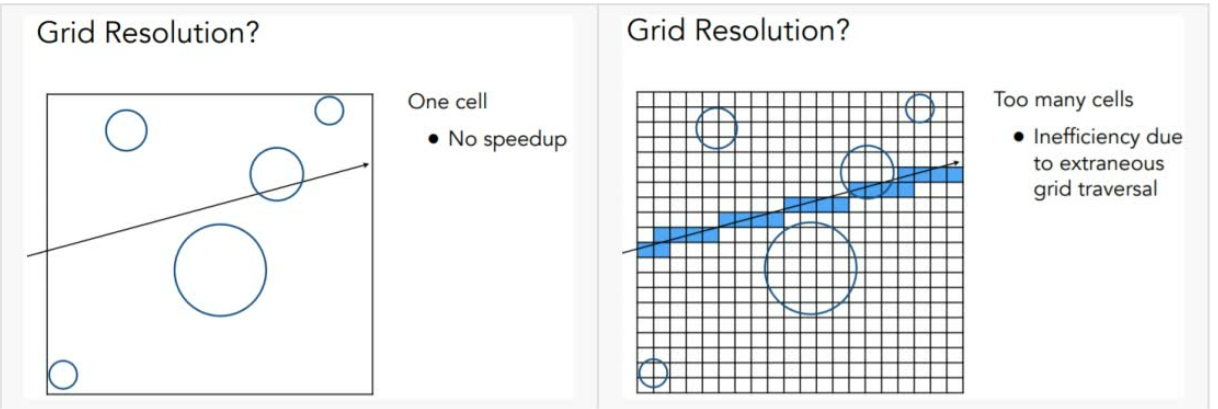 Grid Resolution?
One cell
● No speedup
Grid Resolution?
Too many cells
● Inefficiency due
to extraneous
grid traversal